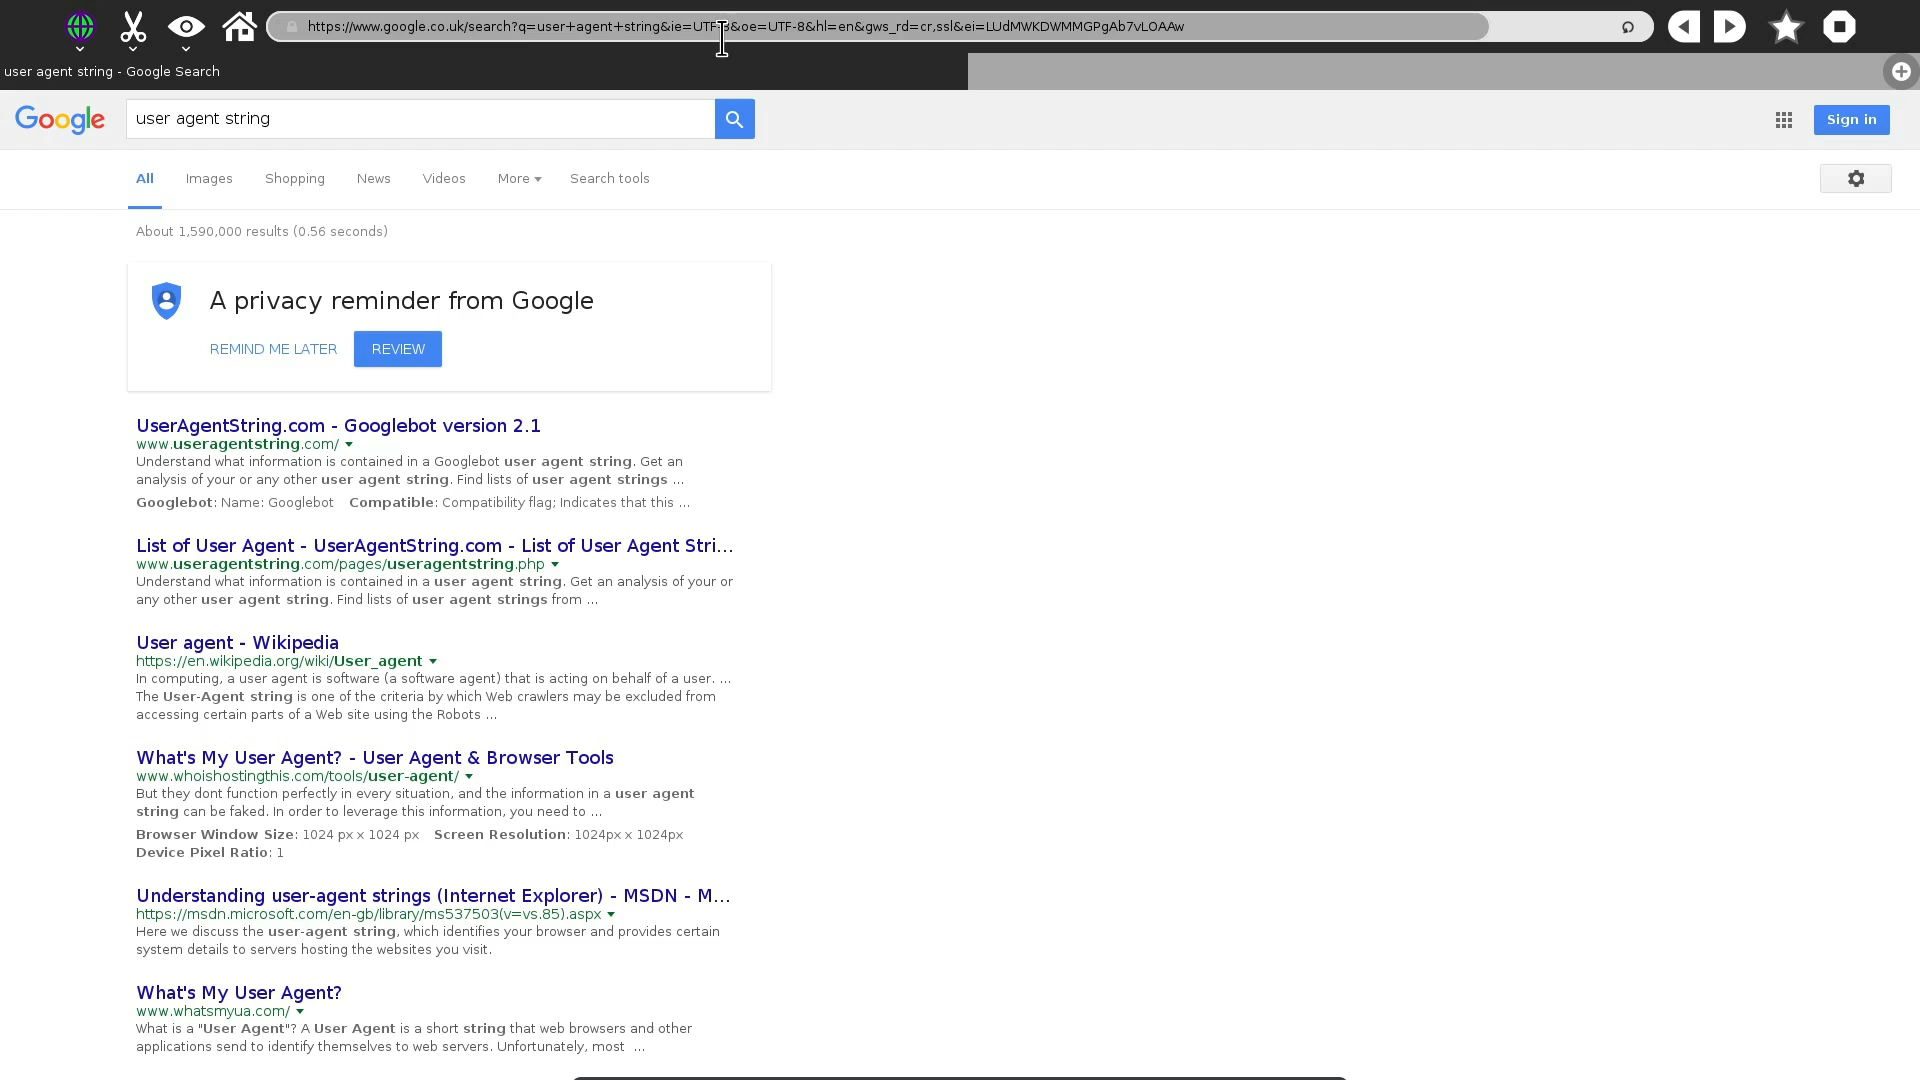 https://www.google.co.uk/search?q=user+agent+string&ie=UTF-8&oe=UTF-8&hl=en&gws_rd=cr,ssl&ei=LUdMWKDWMMGPgAb7vLOAAw
user agent string - Google Search
Google user agent string Sign in
All Images Shopping News Videos More Search tools
About 1,590,000 results (0.56 seconds)
A privacy reminder from Google
REMIND ME LATER REVIEW
UserAgentString.com - Googlebot version 2.1
www.useragentstring.com/
Understand what information is contained in a Googlebot user agent string. Get an
analysis of your or any other user agent string. Find lists of user agent strings ...
Googlebot: Name: Googlebot Compatible: Compatibility flag; Indicates that this ...
List of User Agent - UserAgentString.com - List of User Agent Stri...
www.useragentstring.com/pages/useragentstring.php
Understand what information is contained in a user agent string. Get an analysis of your or
any other user agent string. Find lists of user agent strings from ...
User agent - Wikipedia
https://en.wikipedia.org/wiki/User_agent
In computing, a user agent is software (a software agent) that is acting on behalf of a user. ...
The User-Agent string is one of the criteria by which Web crawlers may be excluded from
accessing certain parts of a Web site using the Robots ...
What's My User Agent? - User Agent & Browser Tools
www.whoishostingthis.com/tools/user-agent/
But they dont function perfectly in every situation, and the information in a user agent
string can be faked. In order to leverage this information, you need to ...
Browser Window Size: 1024 px x 1024 px Screen Resolution: 1024px x 1024px
Device Pixel Ratio: 1
Understanding user-agent strings (Internet Explorer) - MSDN - M...
https://msdn.microsoft.com/en-gb/library/ms537503(v=vs.85).aspx
Here we discuss the user-agent string, which identifies your browser and provides certain
system details to servers hosting the websites you visit.
What's My User Agent?
www.whatsmyua.com/
What is a "User Agent"? A User Agent is a short string that web browsers and other
applications send to identify themselves to web servers. Unfortunately, most ...